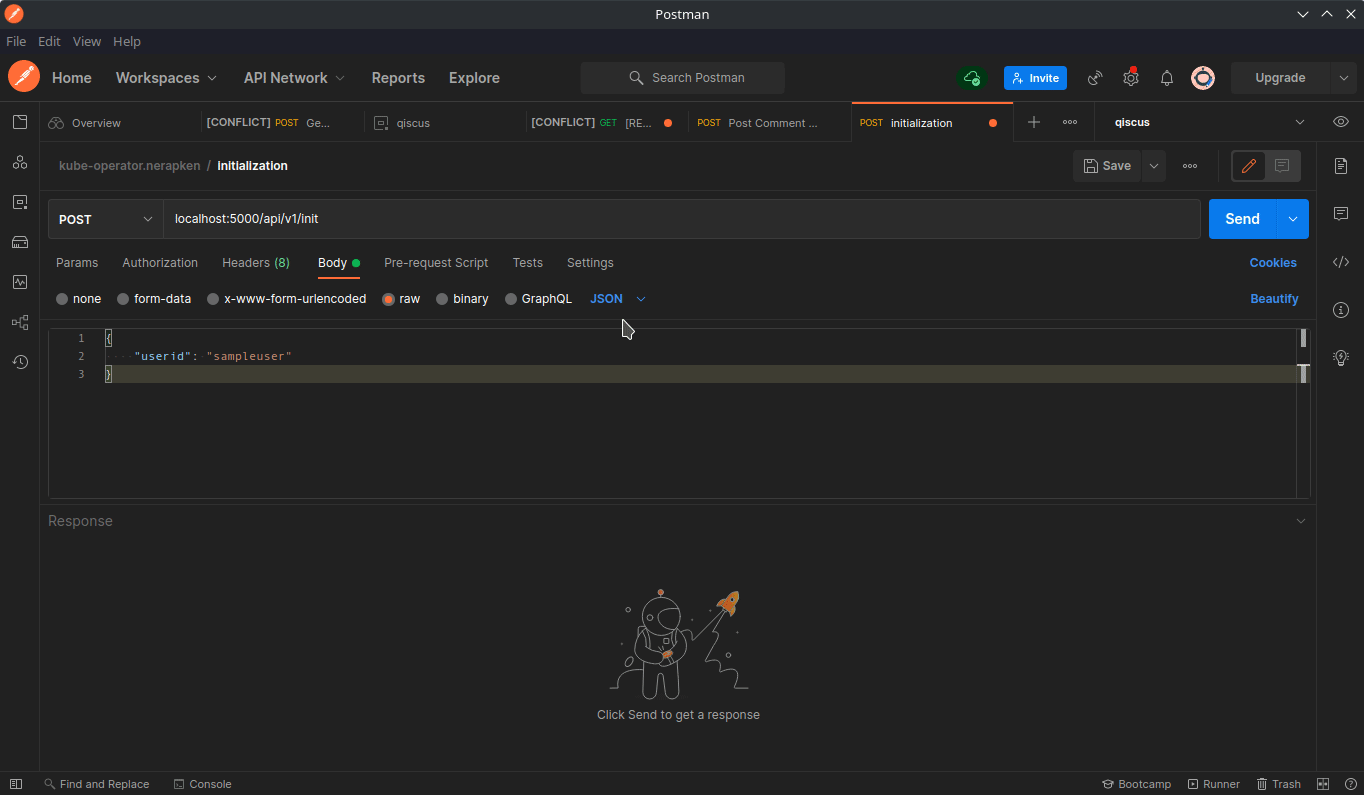 Postman
File Edit View Help
Home Workspaces API Network Reports Explore Search Postman Invite Upgrade
Overview [CONFLICT] POST Ge... qiscus [CONFLICT] GET [RE... POST Post Comment ... POST initialization qiscus
kube-operator.nerapken / initialization Save
POST localhost:5000/api/v1/init Send
Params Authorization Headers (8) Body Pre-request Script Tests Settings Cookies
none form-data x-www-form-urlencoded raw binary GraphQL JSON Beautify
1 {
2 "userid": "sampleuser"
3 }
Response
Click Send to get a response
Find and Replace Console Bootcamp Runner Trash